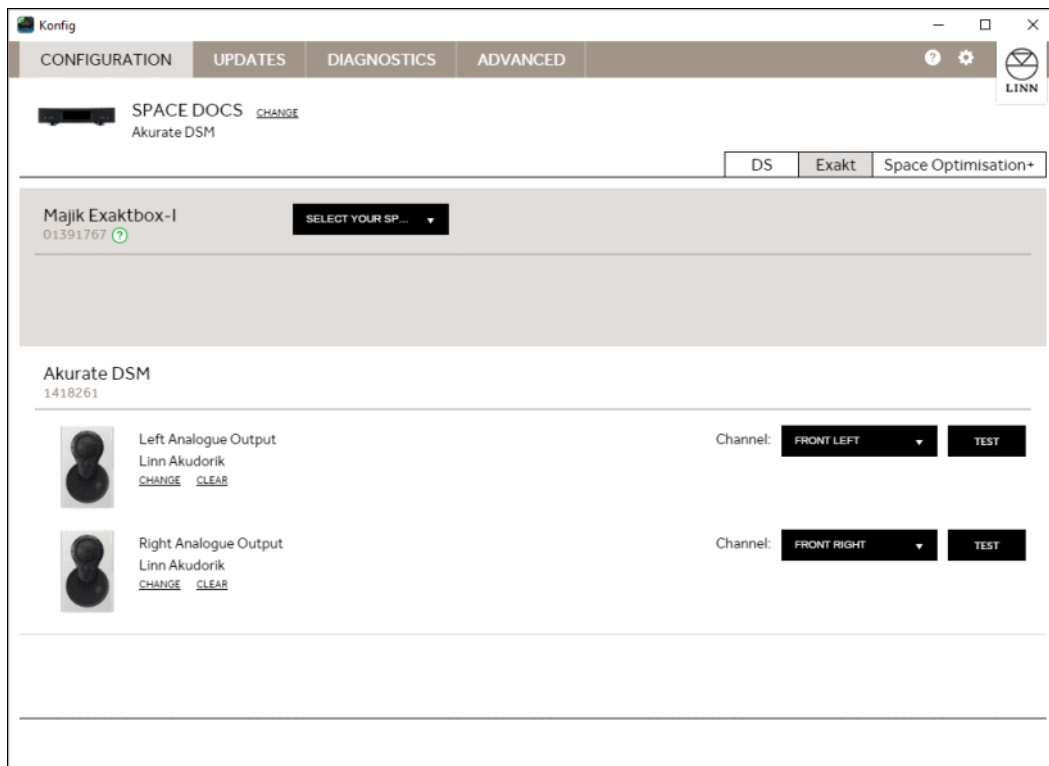 Konfig
CONFIGURATION UPDATES DIAGNOSTICS ADVANCED ?
LINN
SPACE DOCS CHANGE
Akurate DSM
DS Exakt Space Optimisation+
Majik Exaktbox-I SELECT YOUR SP...
01391767 ?
Akurate DSM
1418261
Left Analogue Output Channel: FRONT LEFT TEST
Linn Akudorik
CHANGE CLEAR
Right Analogue Output Channel: FRONT RIGHT TEST
Linn Akudorik
CHANGE CLEAR